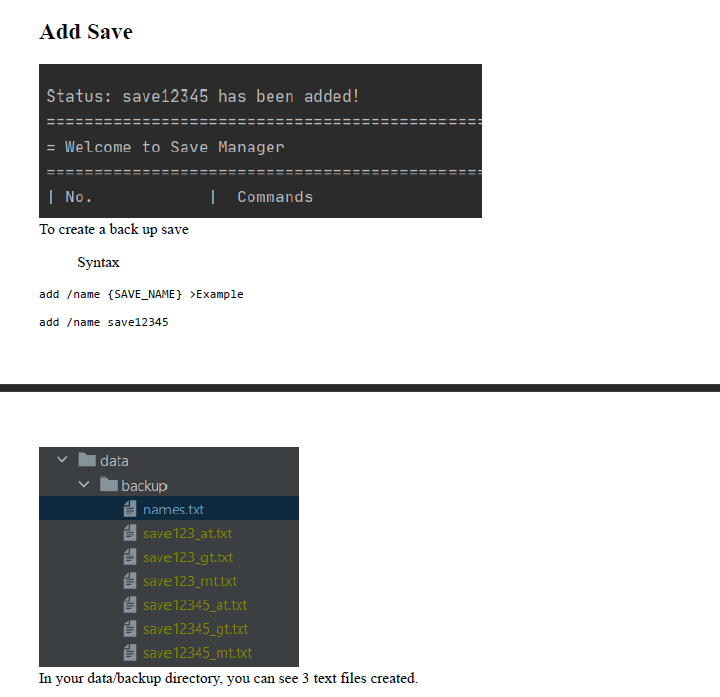 Add Save
Status: save12345 has been added!
==============================================
= Welcome to Save Manager
==============================================
| No. | Commands
To create a back up save
Syntax
add /name {SAVE_NAME} >Example
add /name save12345
data
backup
names.txt
save123_at.txt
save123_gt.txt
save123_mt.txt
save12345_at.txt
save12345_gt.txt
save12345_mt.txt
In your data/backup directory, you can see 3 text files created.